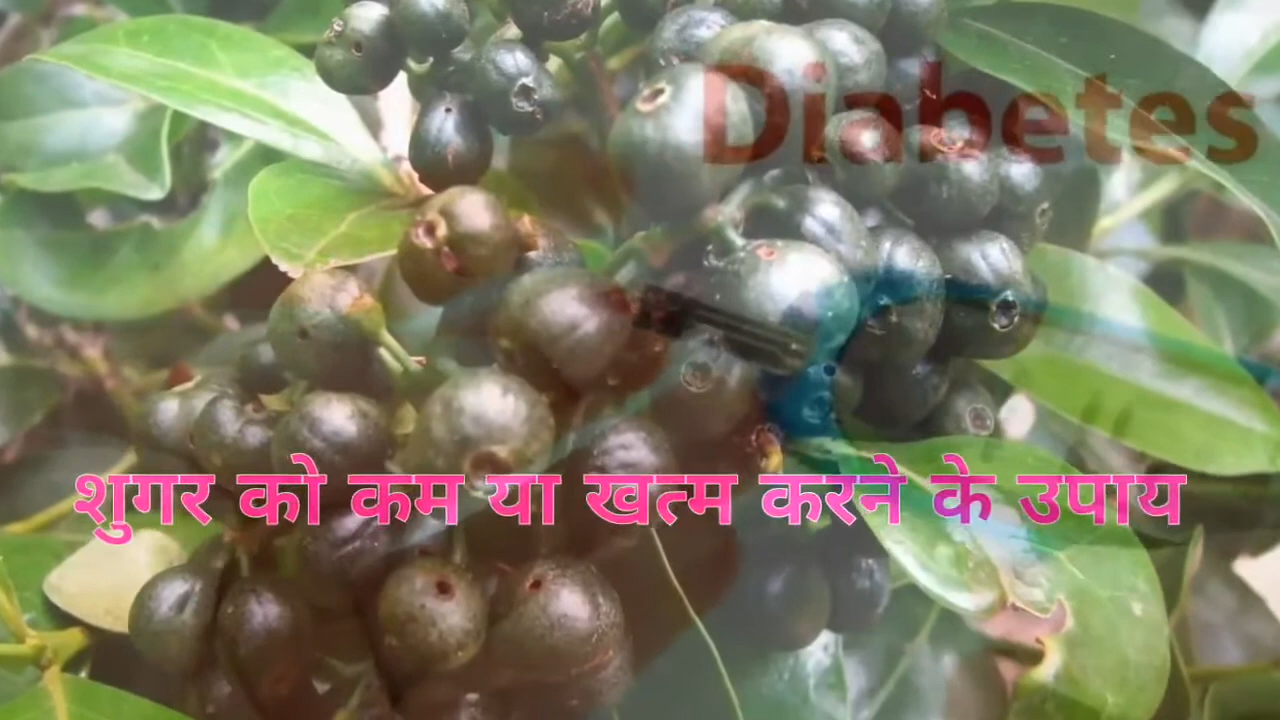 Diabetes
शुगर को कम या खत्म करने के उपाय